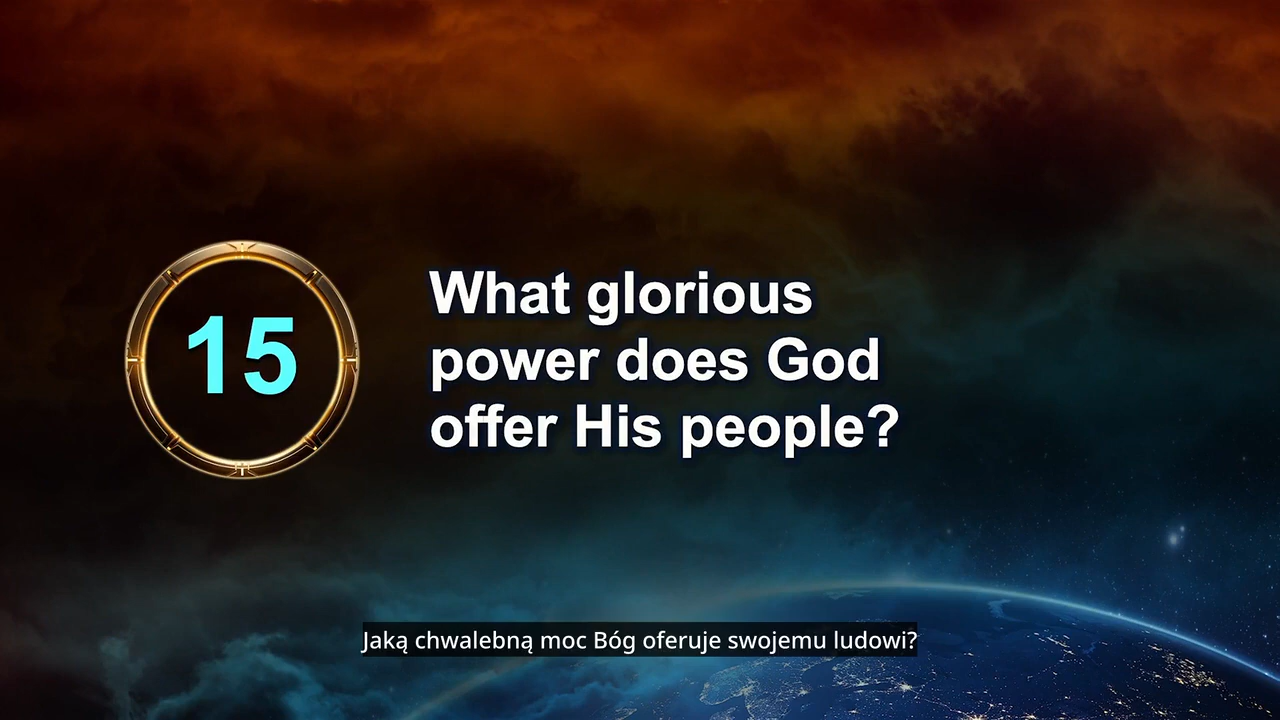 15
What glorious
power does God
offer His people?
Jaką chwalebną moc Bóg oferuje swojemu ludowi?